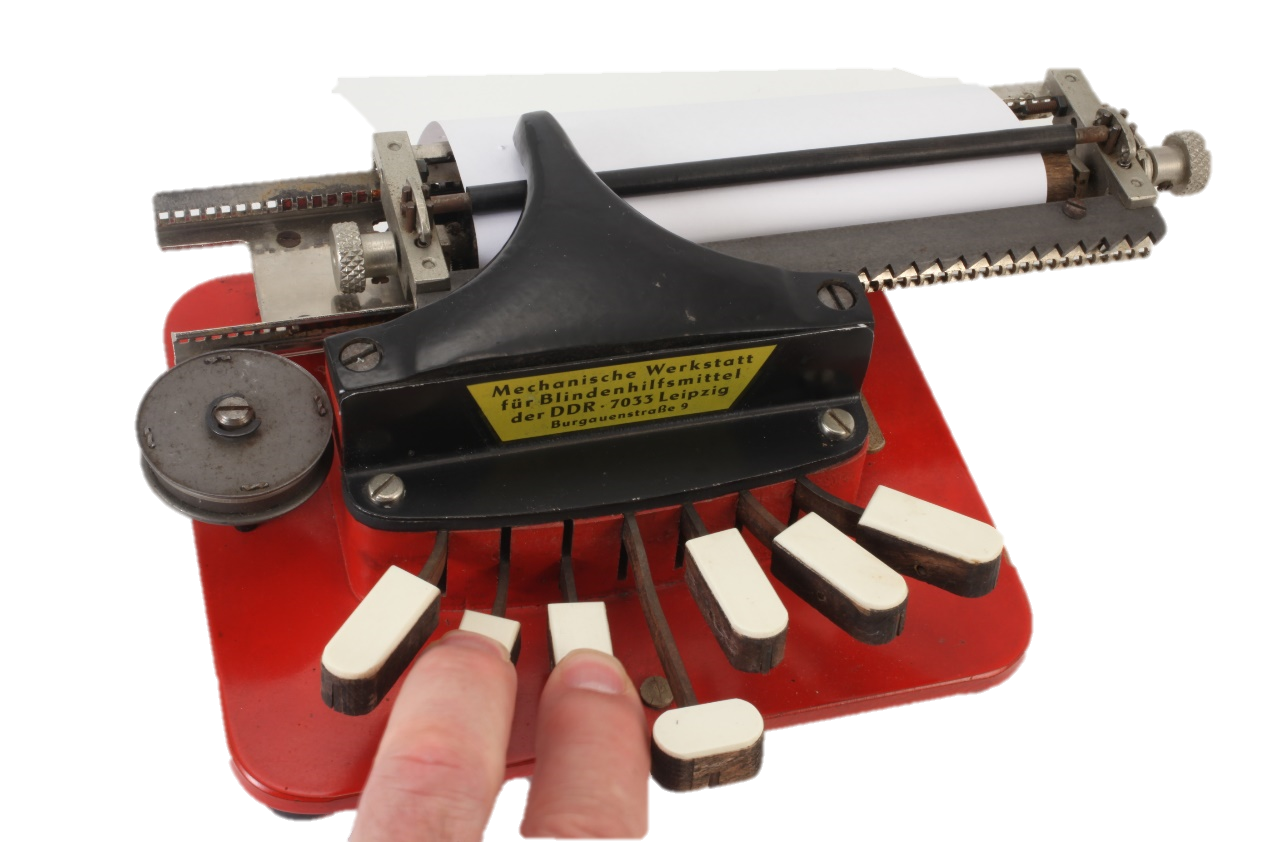 Mechanische Werkstatt
für Blindenhilfsmittel
der DDR · 7033 Leipzig
Burgauenstraße 9